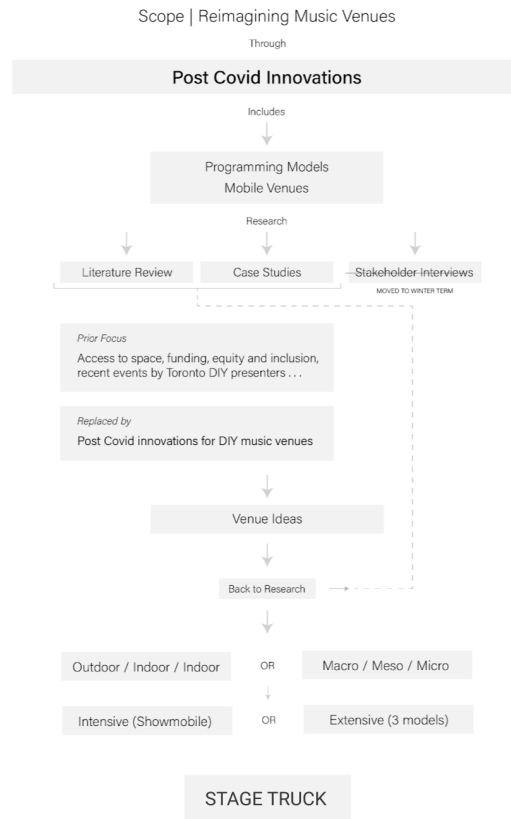 Scope | Reimagining Music Venues
Through
Post Covid Innovations
Includes
Programming Models
Mobile Venues
Research
Literature Review
Case Studies
Stakeholder Interviews
MOVED TO WINTER TERM
Prior Focus
Access to space, funding, equity and inclusion,
recent events by Toronto DIY presenters . . .
Replaced by
Post Covid innovations for DIY music venues
Venue Ideas
Back to Research
Outdoor / Indoor / Indoor
OR
Macro / Meso / Micro
Intensive (Showmobile)
OR
Extensive (3 models)
STAGE TRUCK